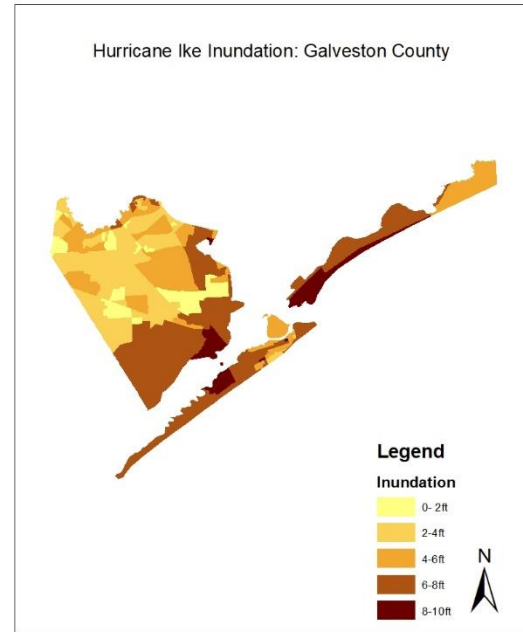 Hurricane Ike Inundation: Galveston County
Legend
Inundation
0- 2ft
2-4ft
4-6ft
6-8ft
8-10ft
N